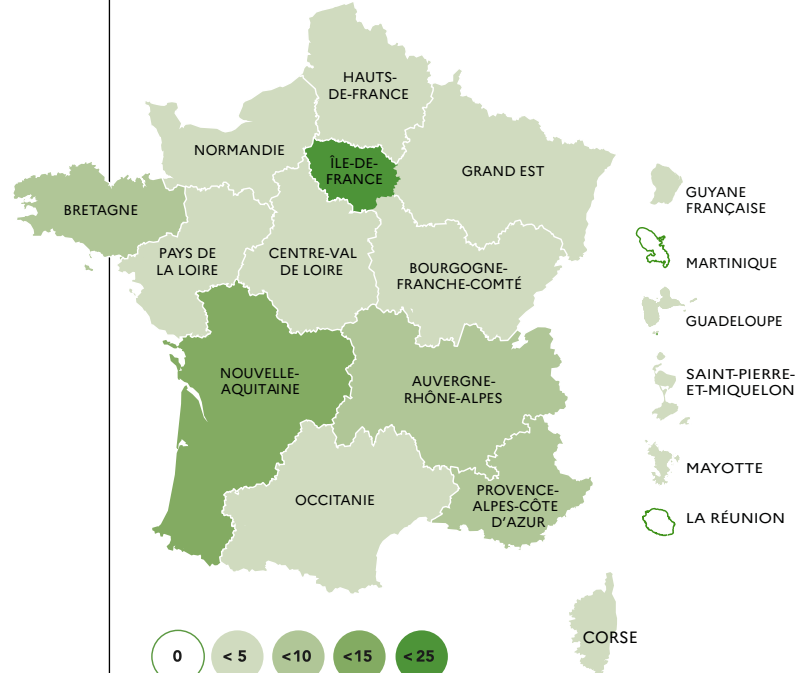 HAUTS-
DE-FRANCE
NORMANDIE
ÎLE-DE-
FRANCE
GRAND EST
BRETAGNE
PAYS DE
LA LOIRE
CENTRE-VAL
DE LOIRE
BOURGOGNE-
FRANCHE-COMTÉ
NOUVELLE-
AQUITAINE
AUVERGNE-
RHÔNE-ALPES
OCCITANIE
PROVENCE-
ALPES-CÔTE
D'AZUR
CORSE
GUYANE
FRANÇAISE
MARTINIQUE
GUADELOUPE
SAINT-PIERRE-
ET-MIQUELON
MAYOTTE
LA RÉUNION
0 < 5 <10 <15 < 25